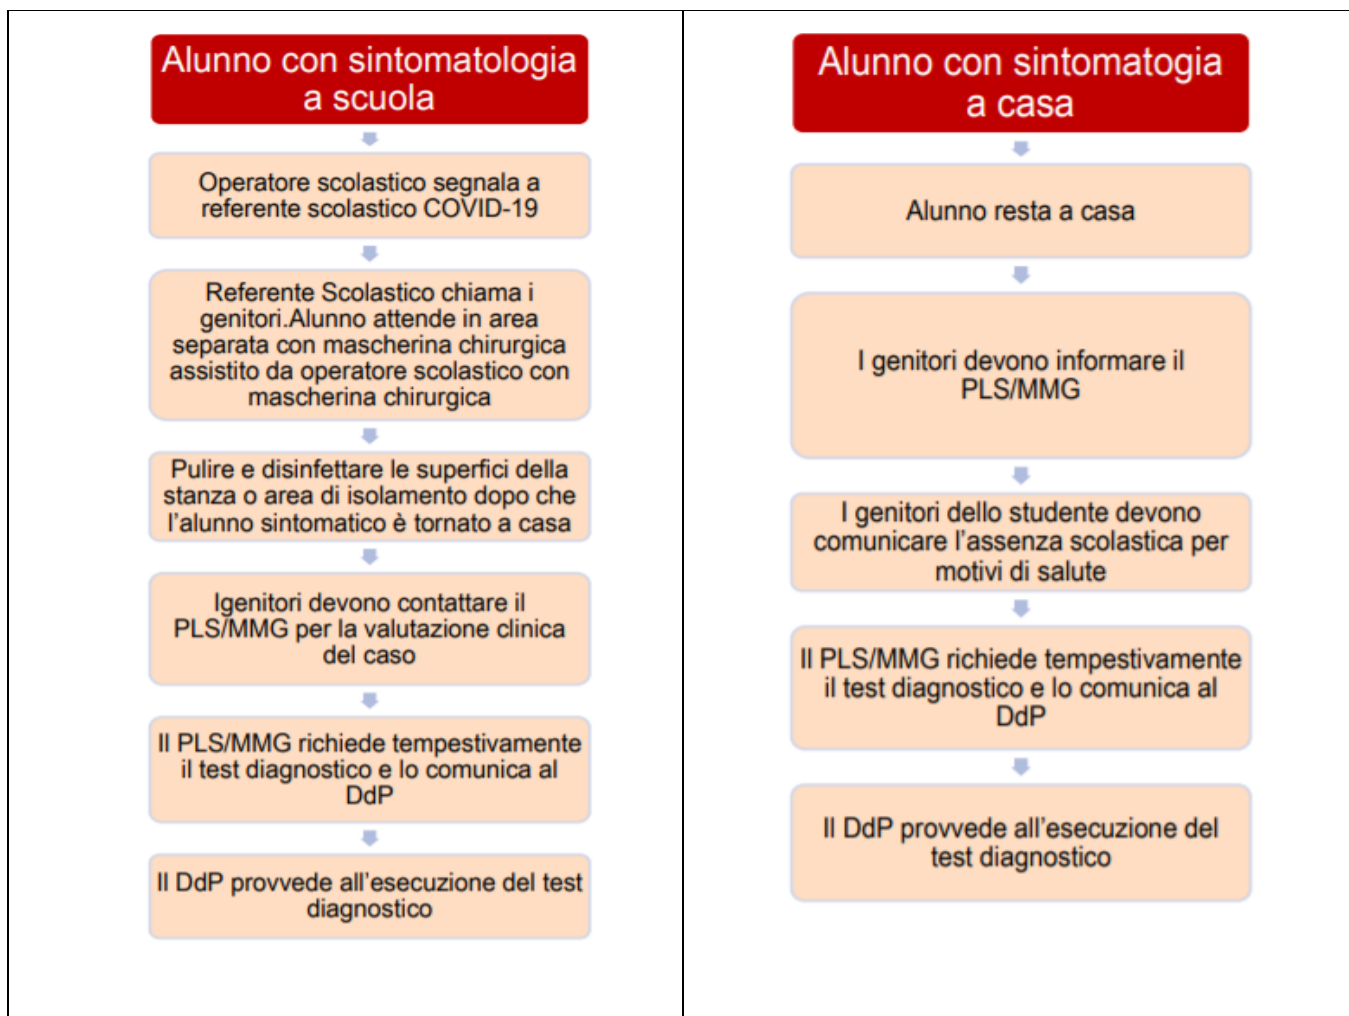 Alunno con sintomatologia
a scuola
Operatore scolastico segnala a
referente scolastico COVID-19
Referente Scolastico chiama i
genitori.Alunno attende in area
separata con mascherina chirurgica
assistito da operatore scolastico con
mascherina chirurgica
Pulire e disinfettare le superfici della
stanza o area di isolamento dopo che
l'alunno sintomatico è tornato a casa
Igenitori devono contattare il
PLS/MMG per la valutazione clinica
del caso
Il PLS/MMG richiede tempestivamente
il test diagnostico e lo comunica al
DdP
Il DdP provvede all'esecuzione del test
diagnostico
Alunno con sintomatogia
a casa
Alunno resta a casa
I genitori devono informare il
PLS/MMG
I genitori dello studente devono
comunicare l'assenza scolastica per
motivi di salute
Il PLS/MMG richiede tempestivamente
il test diagnostico e lo comunica al
DdP
Il DdP provvede all'esecuzione del
test diagnostico